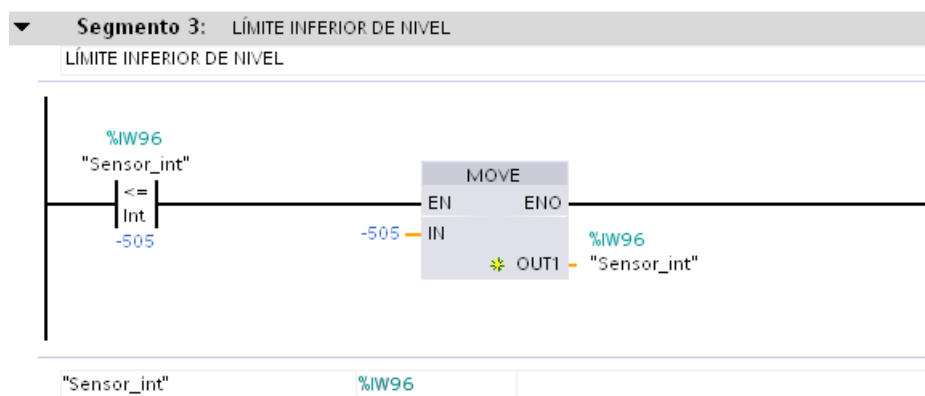 Segmento 3: LÍMITE INFERIOR DE NIVEL
LÍMITE INFERIOR DE NIVEL
%IW96
"Sensor_int"
<=
Int
-505
MOVE
EN ENO
-505 IN
%IW96
OUT1 "Sensor_int"
"Sensor_int" %IW96